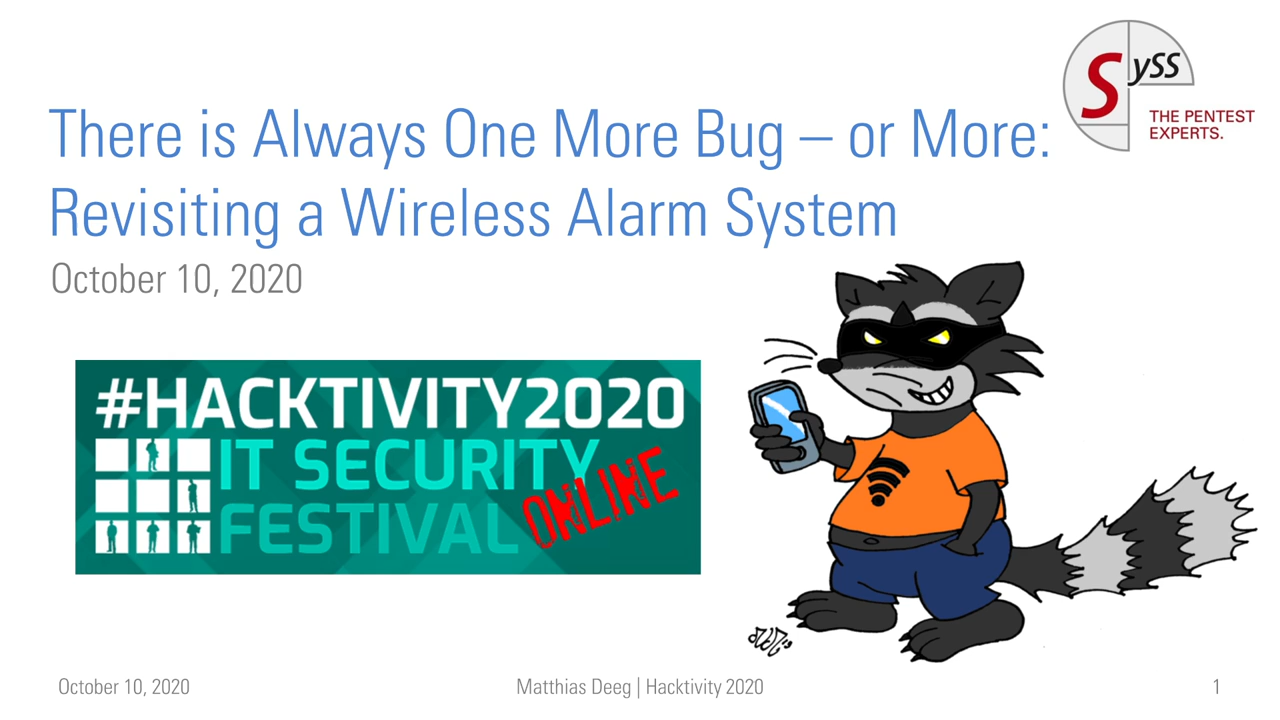 SySS
THE PENTEST
EXPERTS.
There is Always One More Bug – or More:
Revisiting a Wireless Alarm System
October 10, 2020
#HACKTIVITY2020
IT SECURITY
FESTIVAL
ONLINE
October 10, 2020
Matthias Deeg | Hacktivity 2020
1